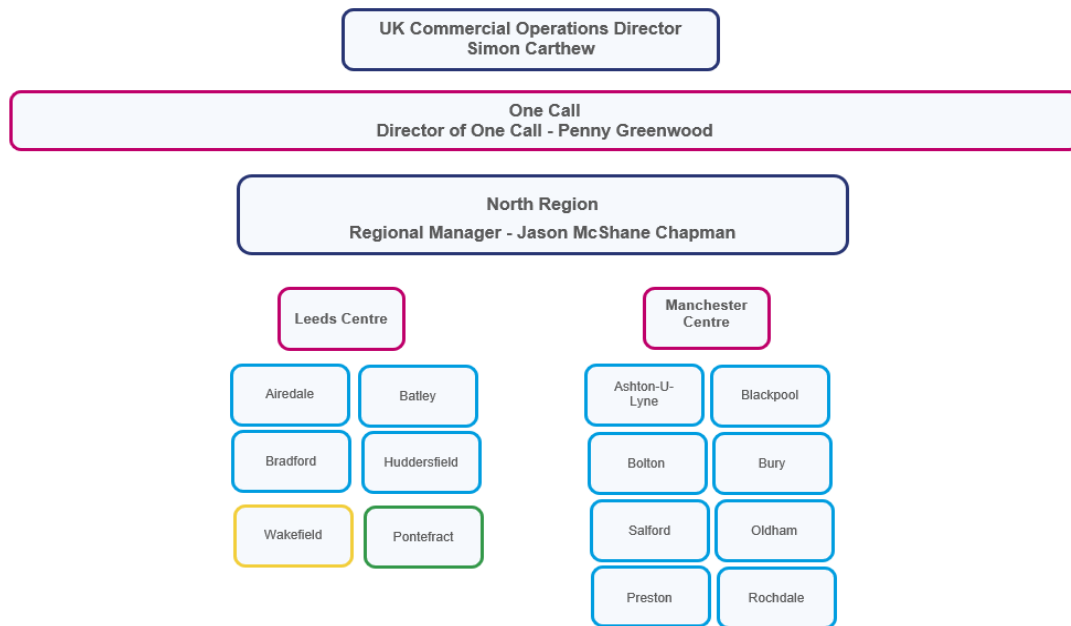 UK Commercial Operations Director
Simon Carthew
One Call
Director of One Call - Penny Greenwood
North Region
Regional Manager - Jason McShane Chapman
Leeds Centre
Manchester
Centre
Airedale
Batley
Ashton-U-
Lyne
Blackpool
Bradford
Huddersfield
Bolton
Bury
Wakefield
Pontefract
Salford
Oldham
Preston
Rochdale